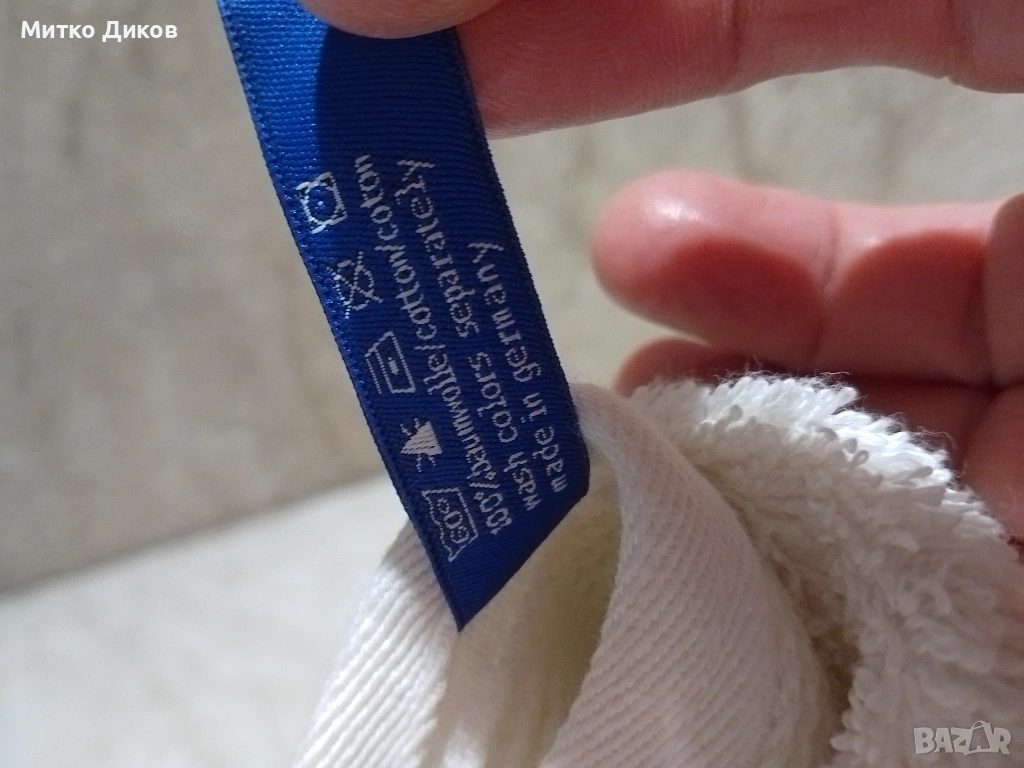 Митко Диков
60°
100% baumwolle/cotton/coton
wash colors separately
made in germany
BAZAR